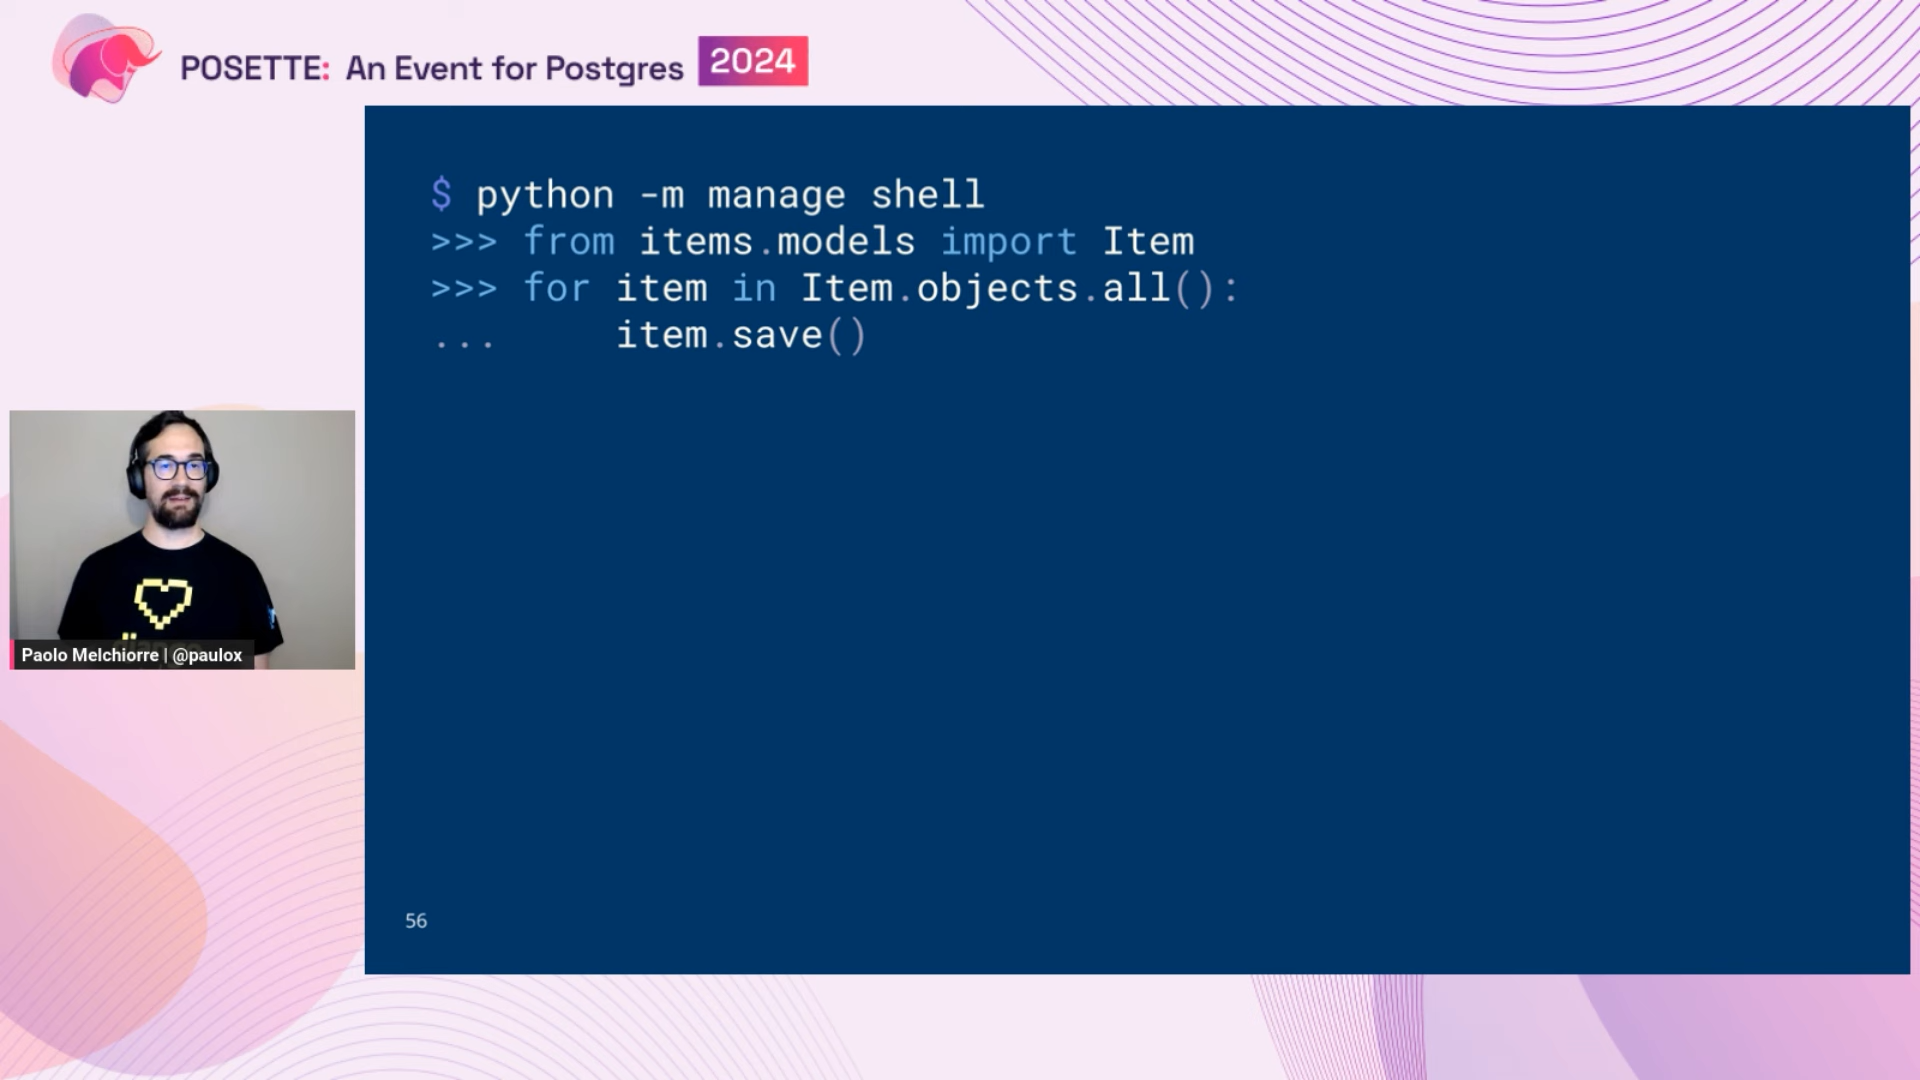 POSETTE: An Event for Postgres 2024
$ python -m manage shell
>>> from items.models import Item
>>> for item in Item.objects.all():
...     item.save()
Paolo Melchiorre | @paulox
56